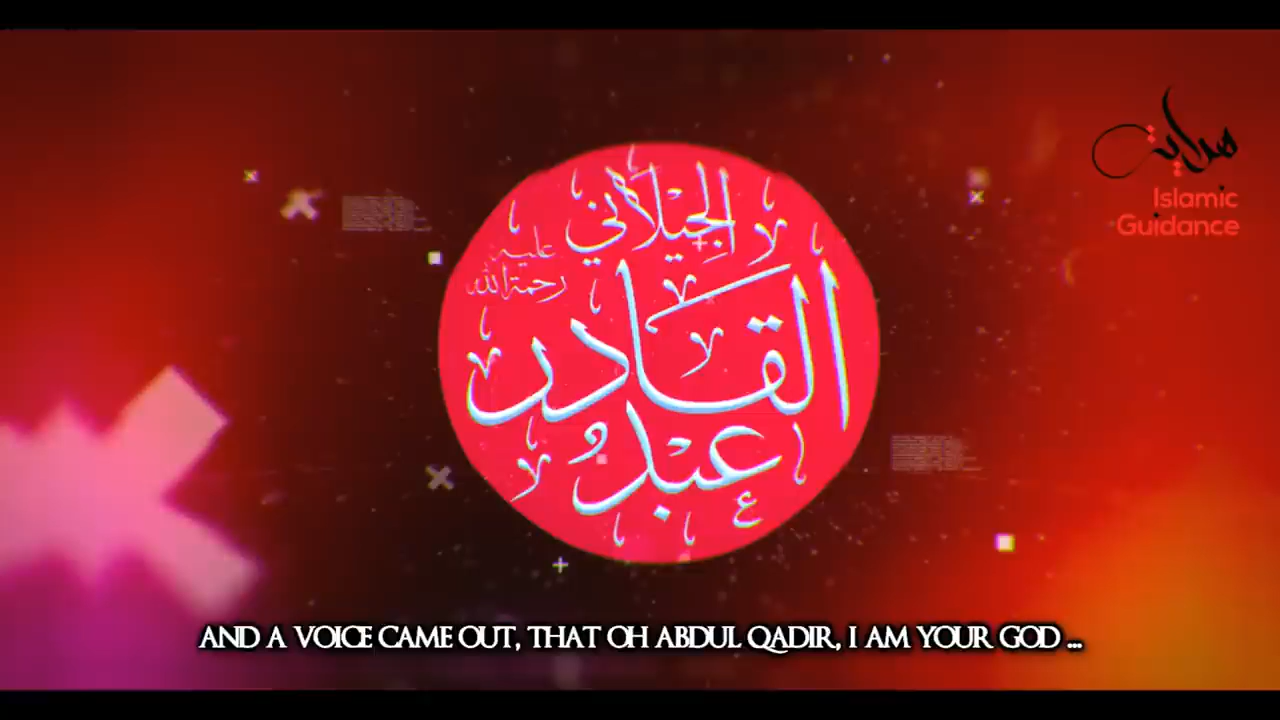 هداية
Islamic
Guidance
عبد القادر
الجيلاني
رحمة الله
عليه
AND A VOICE CAME OUT, THAT OH ABDUL QADIR, I AM YOUR GOD ...